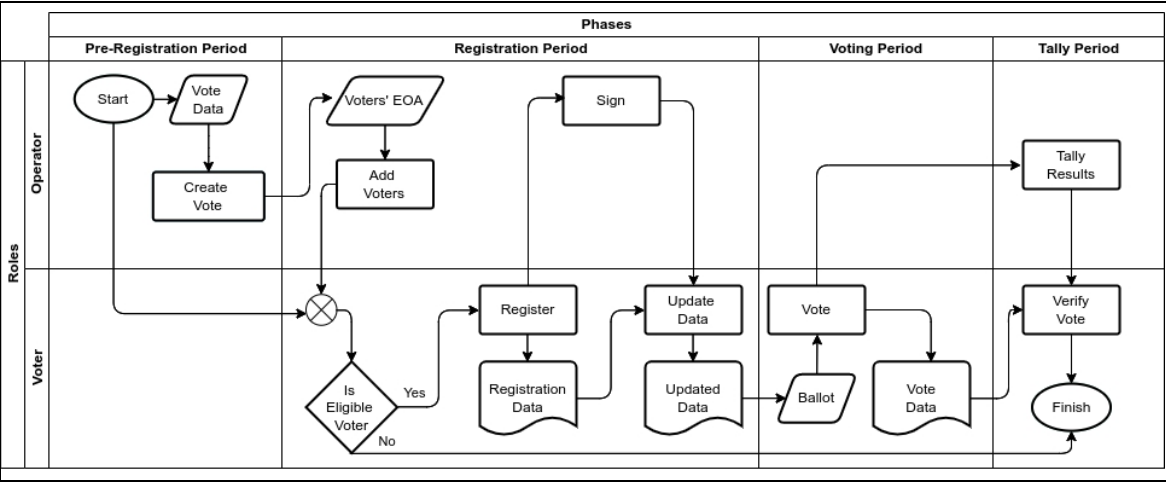 Phases
Pre-Registration Period
Registration Period
Voting Period
Tally Period
Roles
Operator
Start
Vote
Data
Create
Vote
Voters' EOA
Add
Voters
Sign
Tally
Results
Voter
Is
Eligible
Voter
Yes
No
Register
Registration
Data
Update
Data
Updated
Data
Vote
Ballot
Vote
Data
Verify
Vote
Finish